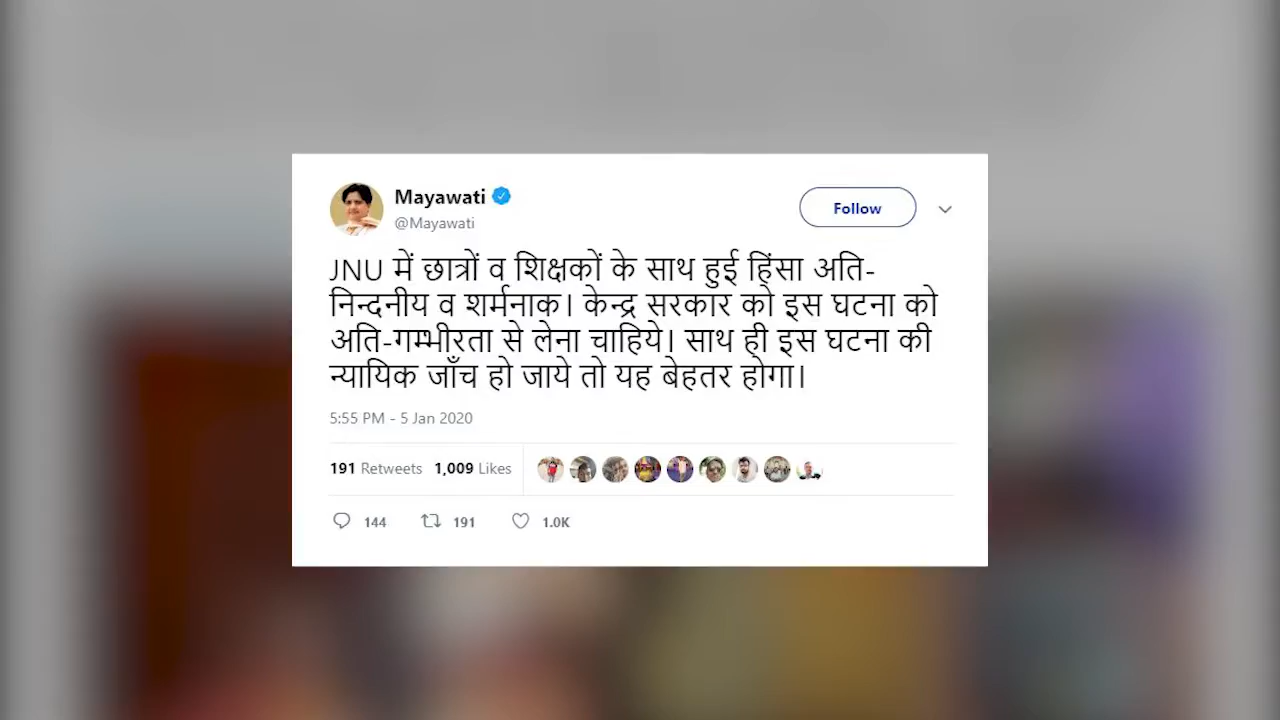 Mayawati
@Mayawati
Follow
JNU में छात्रों व शिक्षकों के साथ हुई हिंसा अति-
निन्दनीय व शर्मनाक। केन्द्र सरकार को इस घटना को
अति-गम्भीरता से लेना चाहिये। साथ ही इस घटना की
न्यायिक जाँच हो जाये तो यह बेहतर होगा।
5:55 PM - 5 Jan 2020
191 Retweets 1,009 Likes
144 191 1.0K